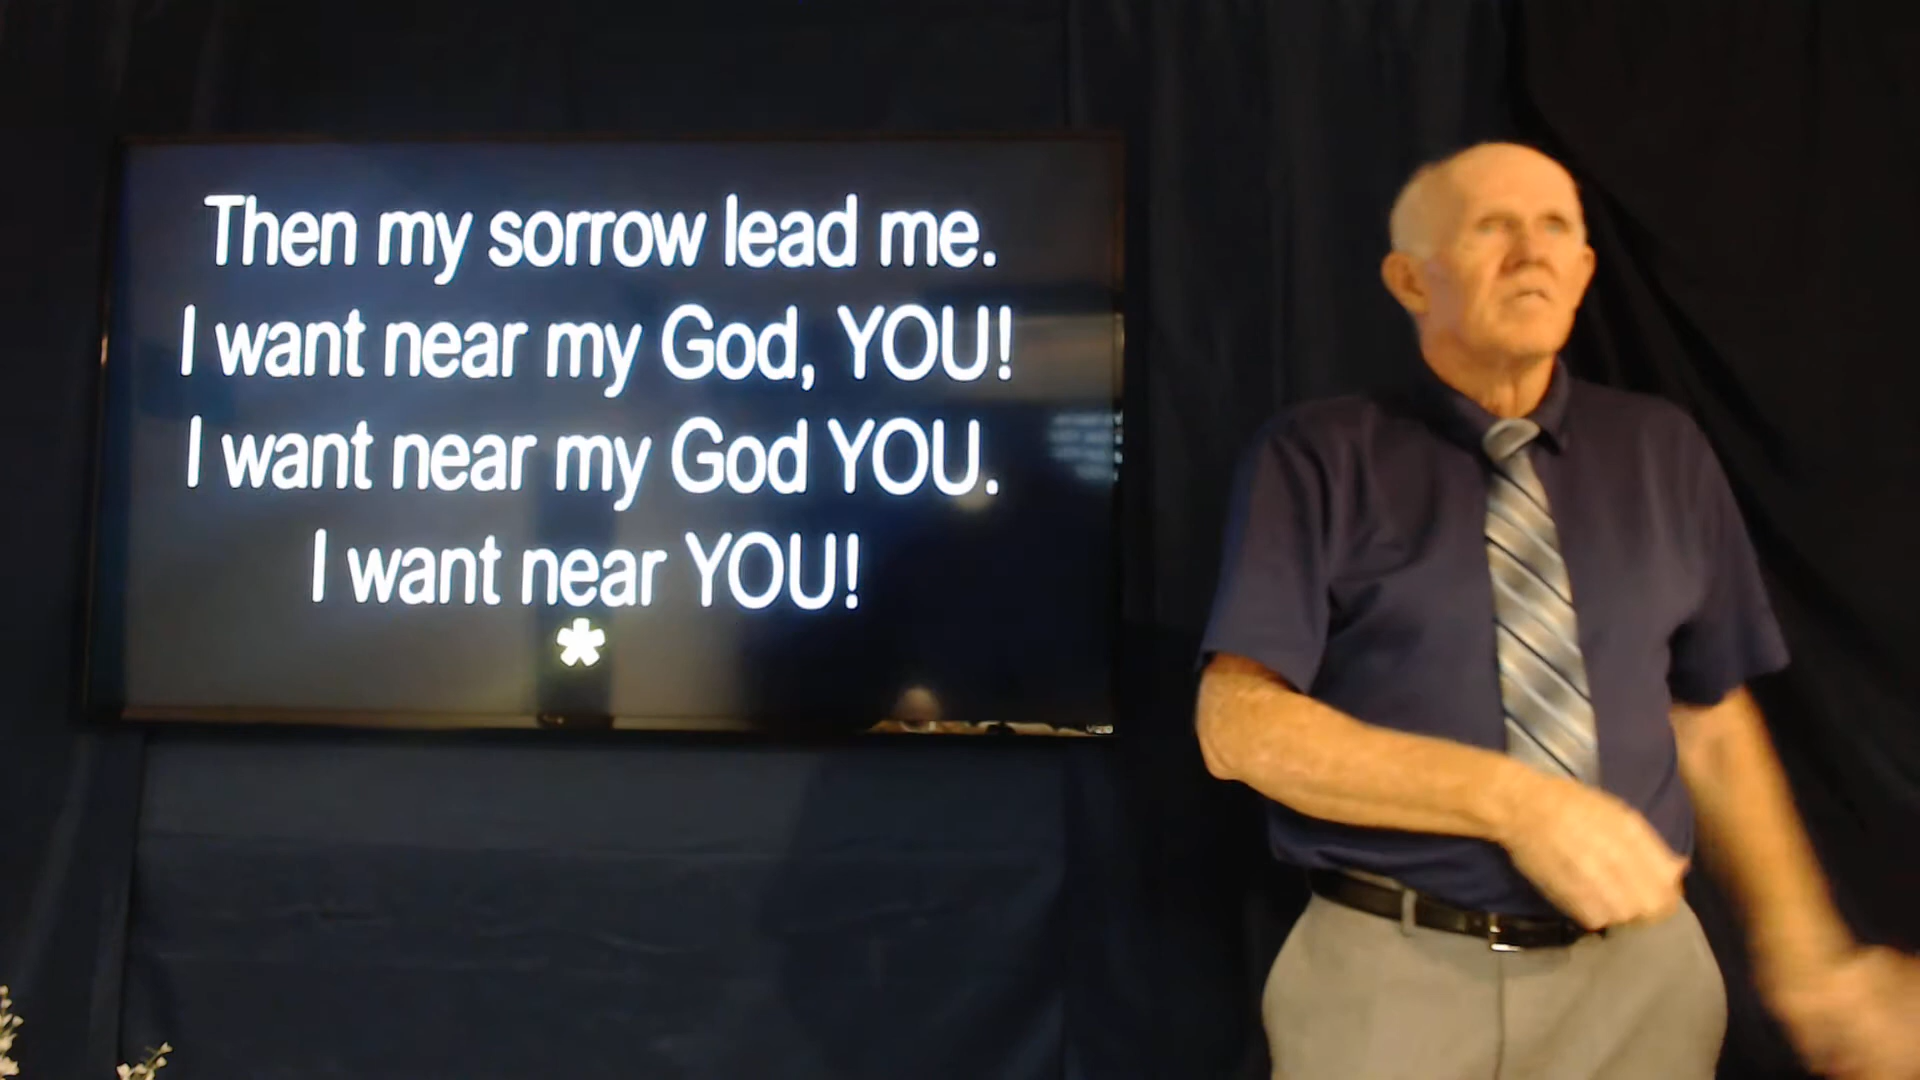 Then my sorrow lead me.
I want near my God, YOU!
I want near my God YOU.
I want near YOU!
*